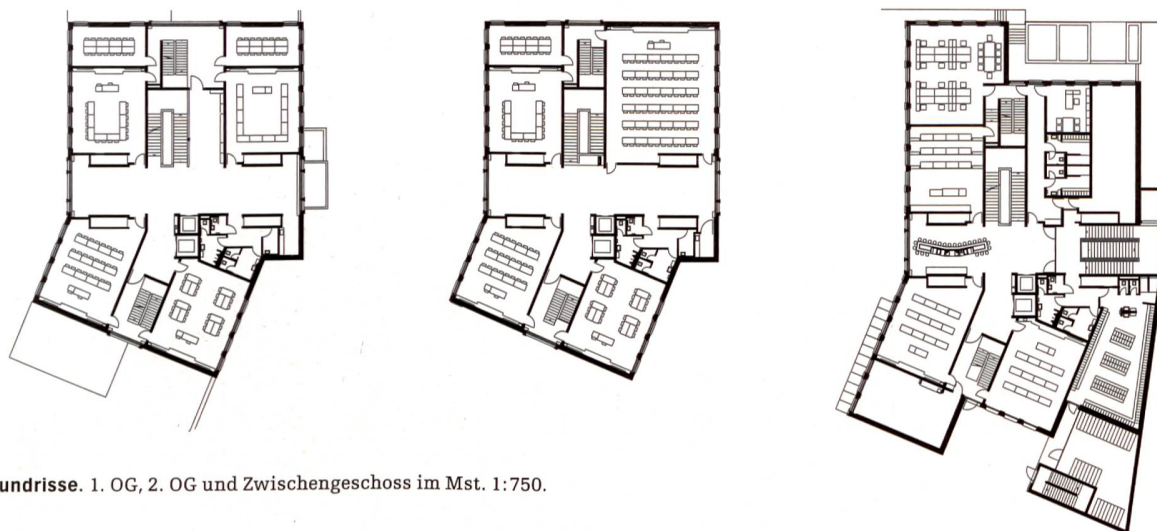 undrisse. 1. OG, 2. OG und Zwischengeschoss im Mst. 1:750.